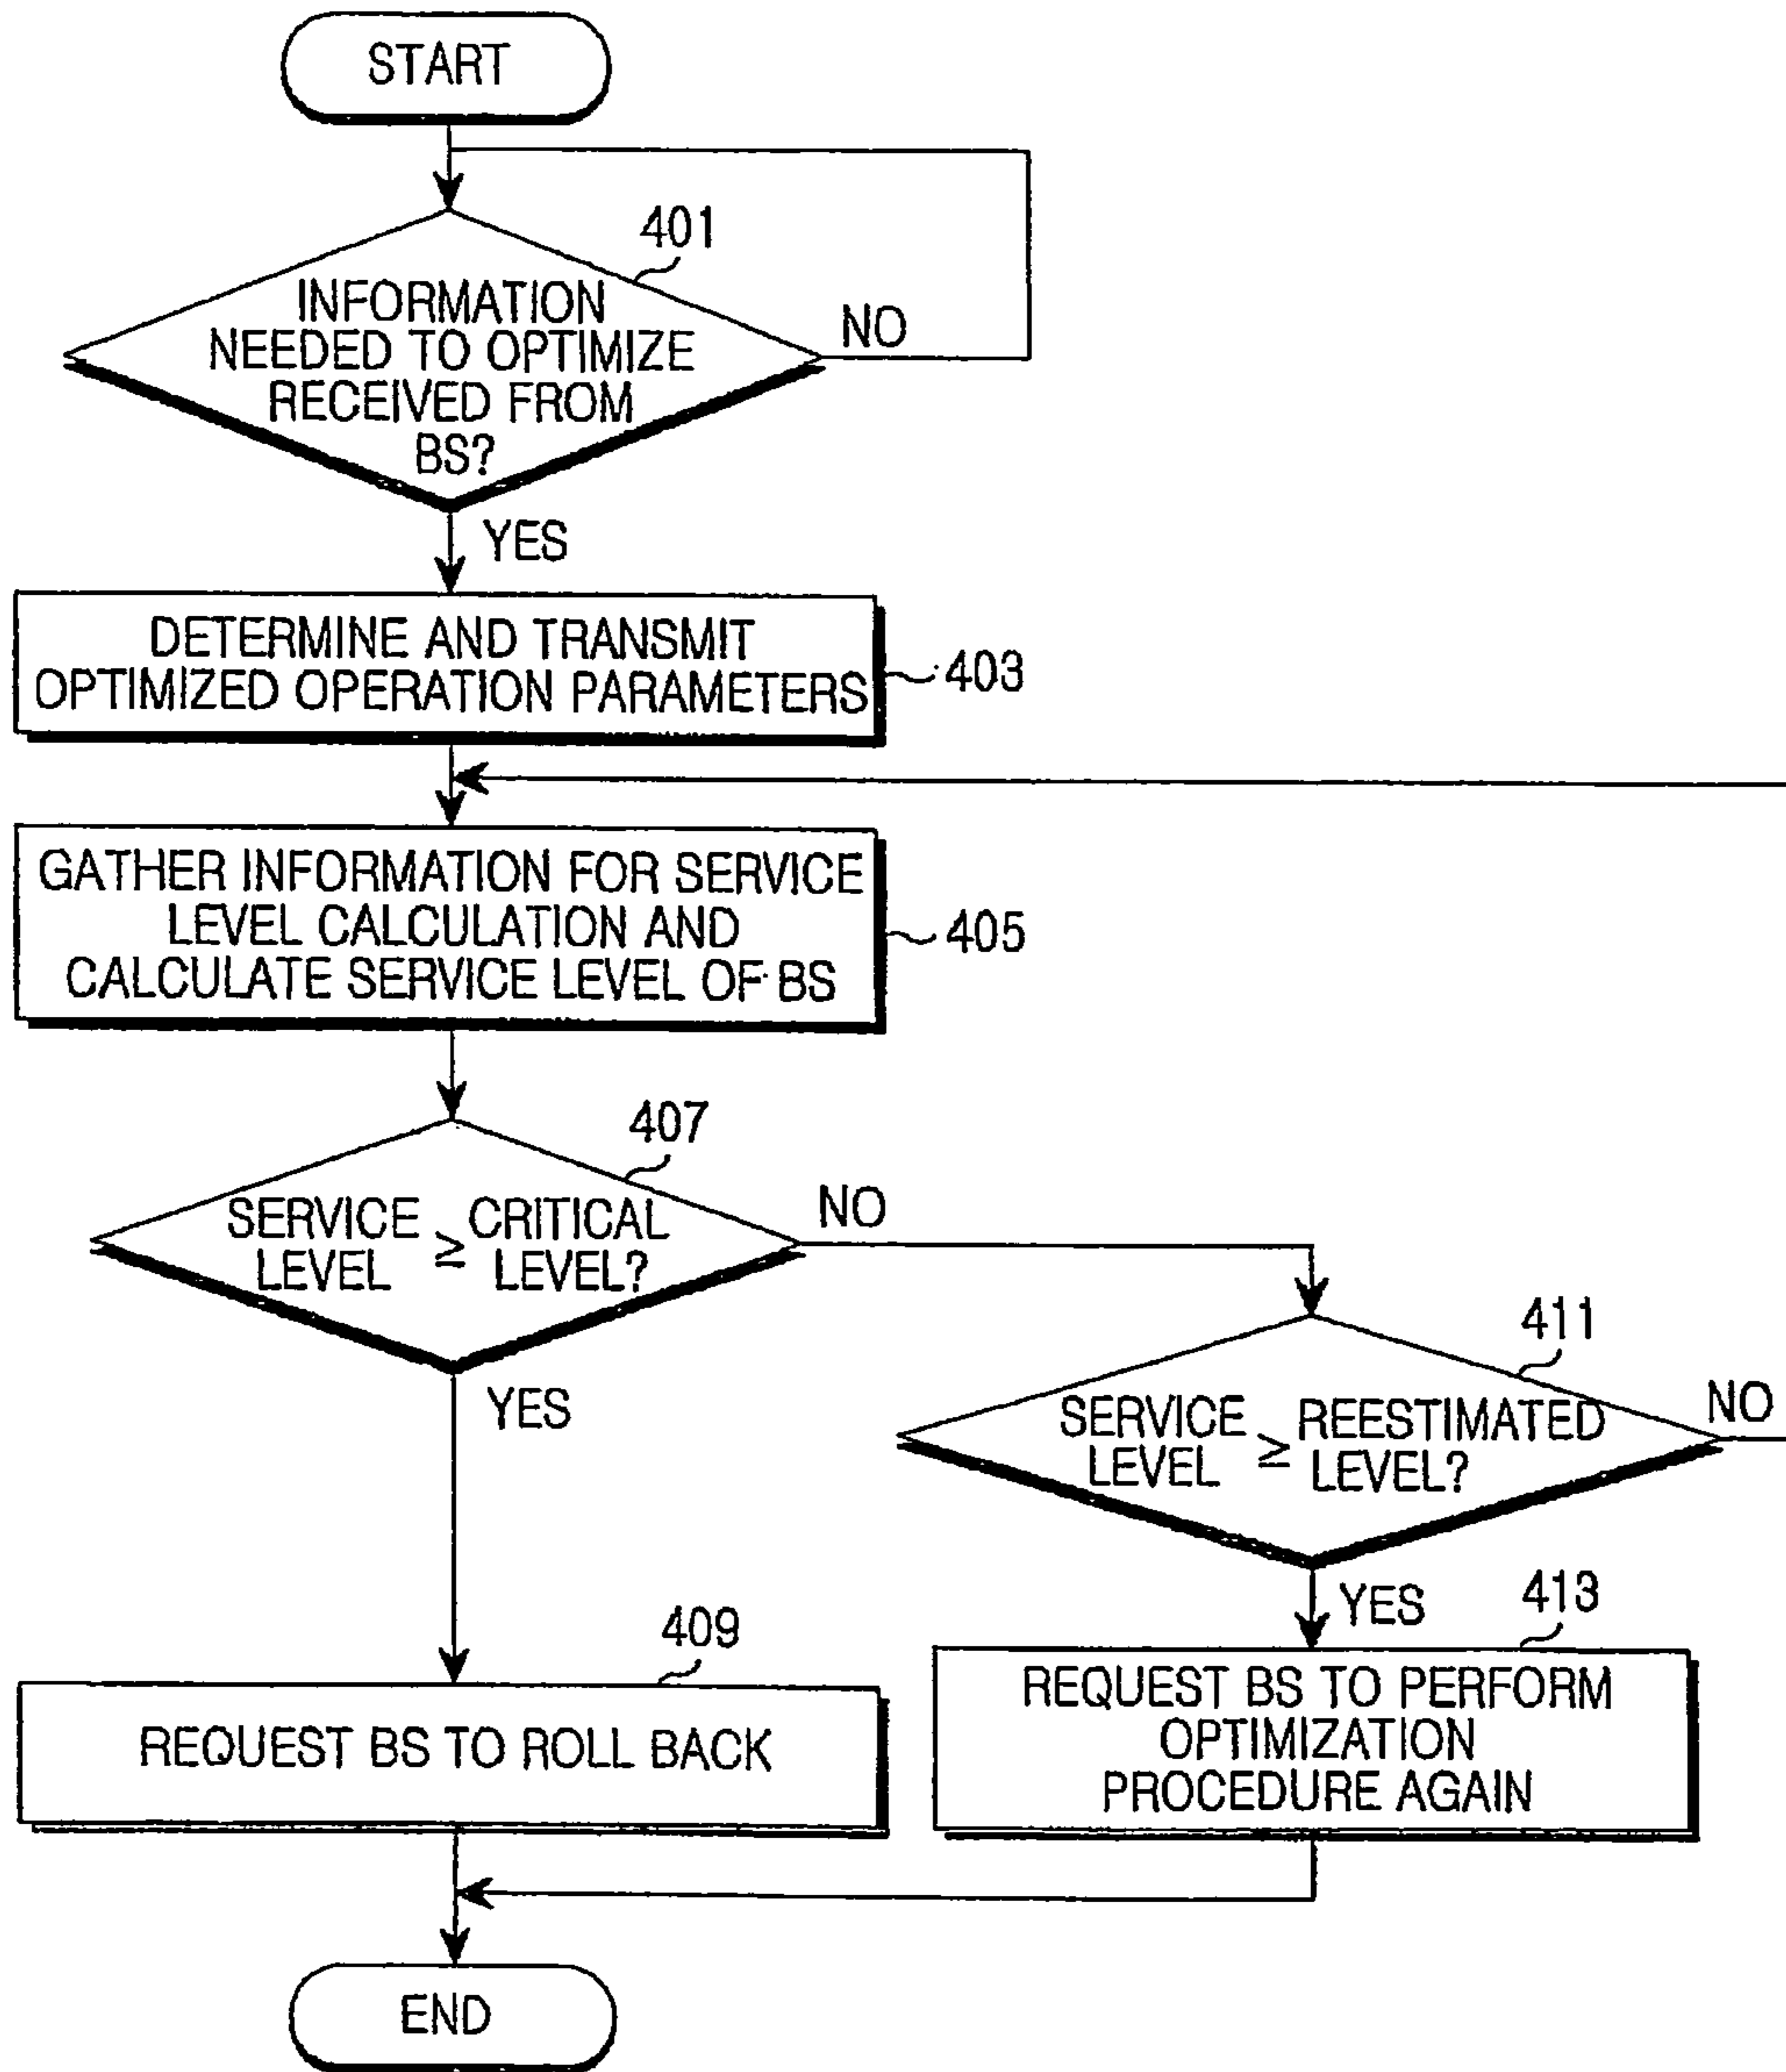 START
401
INFORMATION
NEEDED TO OPTIMIZE
RECEIVED FROM
BS?
NO
YES
DETERMINE AND TRANSMIT
OPTIMIZED OPERATION PARAMETERS
403
GATHER INFORMATION FOR SERVICE
LEVEL CALCULATION AND
CALCULATE SERVICE LEVEL OF BS
405
407
SERVICE LEVEL ≥ CRITICAL LEVEL?
NO
YES
411
SERVICE LEVEL ≥ REESTIMATED LEVEL?
NO
YES
409
REQUEST BS TO ROLL BACK
413
REQUEST BS TO PERFORM
OPTIMIZATION
PROCEDURE AGAIN
END